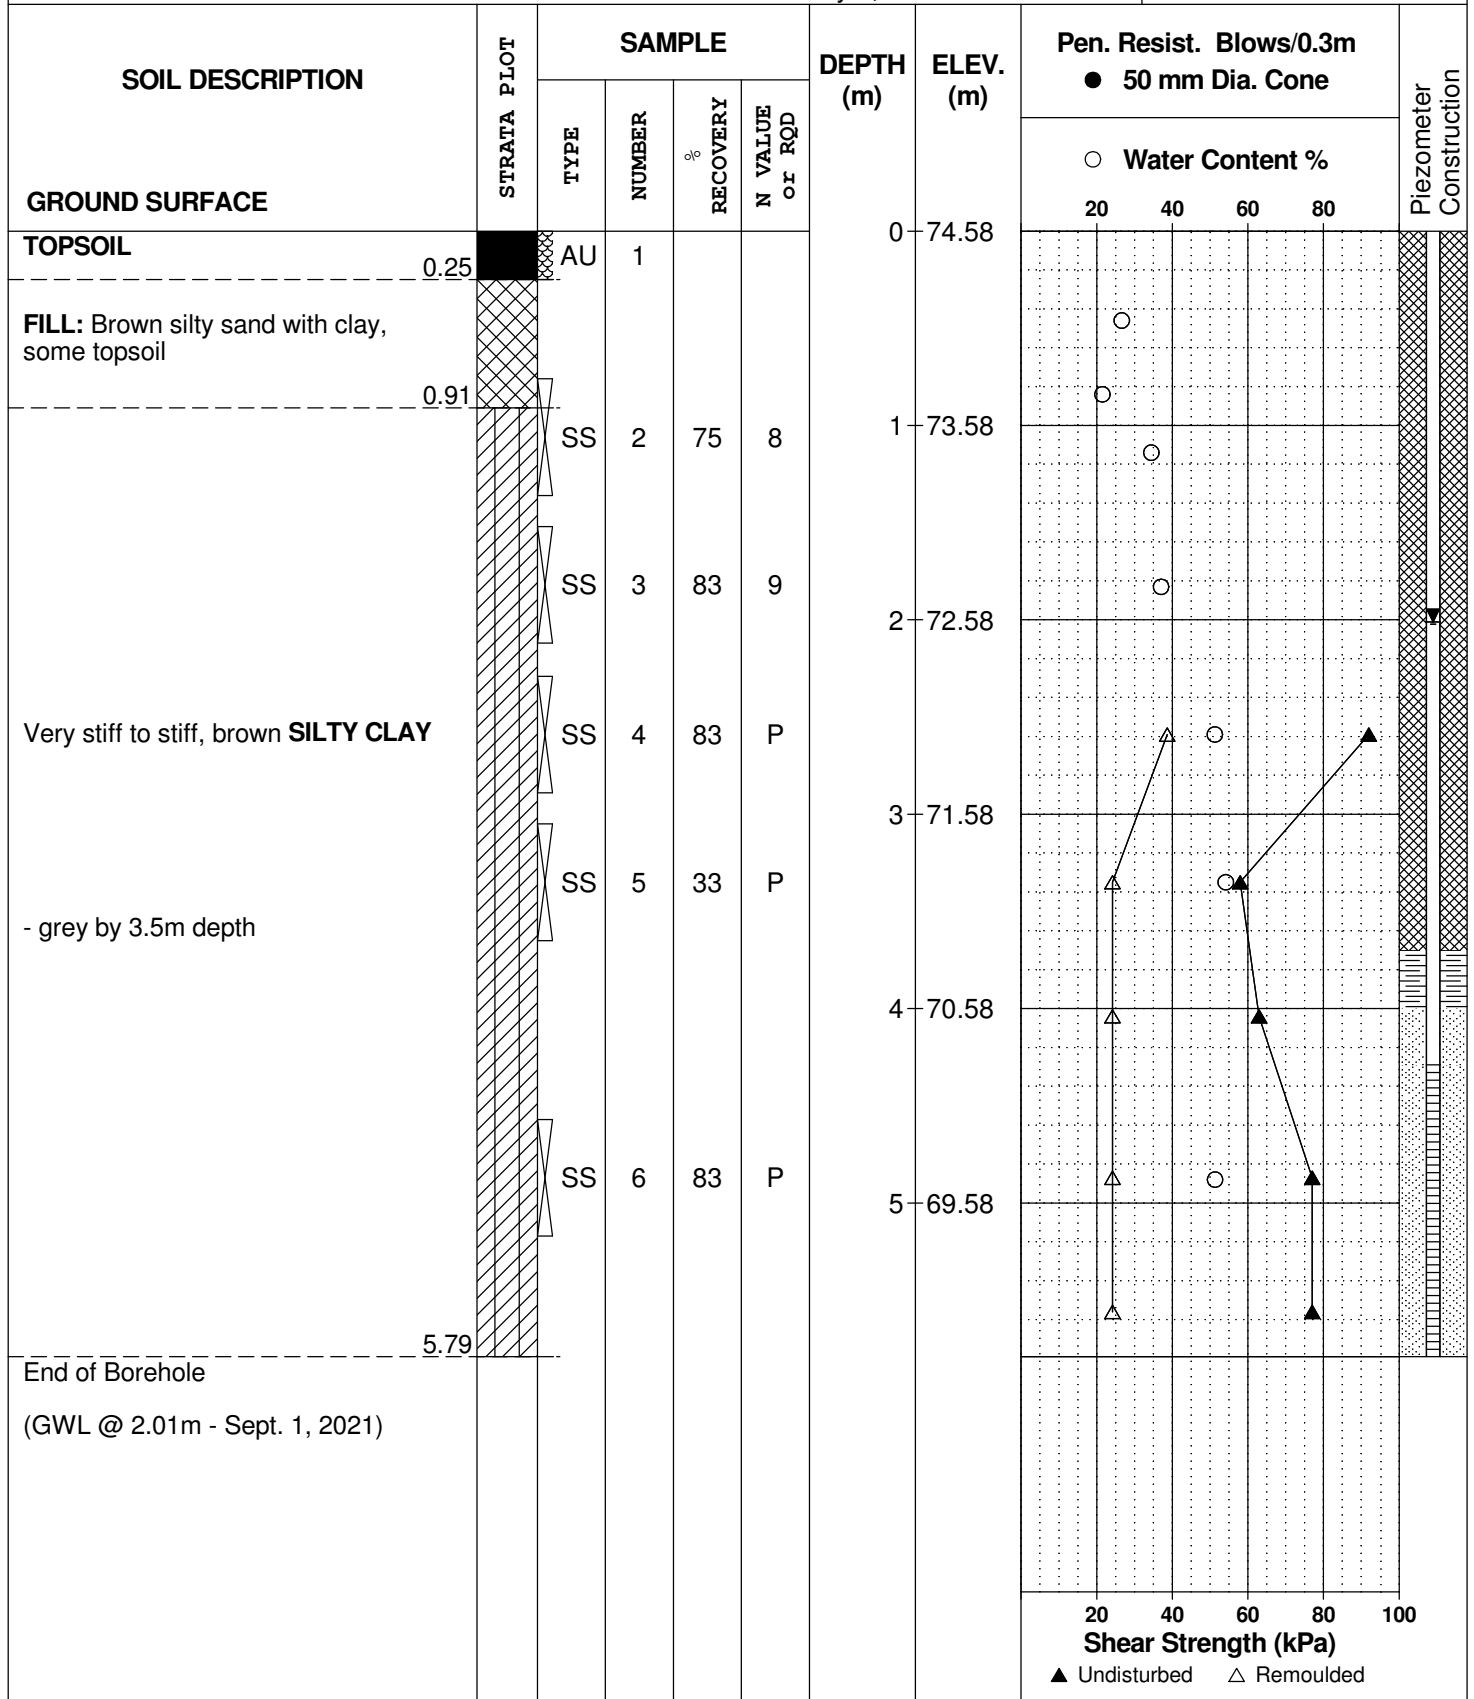 SOIL DESCRIPTION
GROUND SURFACE
STRATA PLOT
SAMPLE
TYPE
NUMBER
%
RECOVERY
N VALUE
or RQD
DEPTH
(m)
ELEV.
(m)
Pen. Resist. Blows/0.3m
● 50 mm Dia. Cone
○ Water Content %
20 40 60 80
Piezometer
Construction
TOPSOIL
0.25
AU 1
0 74.58
FILL: Brown silty sand with clay,
some topsoil
0.91
SS 2 75 8
1 73.58
SS 3 83 9
2 72.58
Very stiff to stiff, brown SILTY CLAY
SS 4 83 P
3 71.58
SS 5 33 P
- grey by 3.5m depth
4 70.58
SS 6 83 P
5 69.58
5.79
End of Borehole
(GWL @ 2.01m - Sept. 1, 2021)
20 40 60 80 100
Shear Strength (kPa)
▲ Undisturbed △ Remoulded